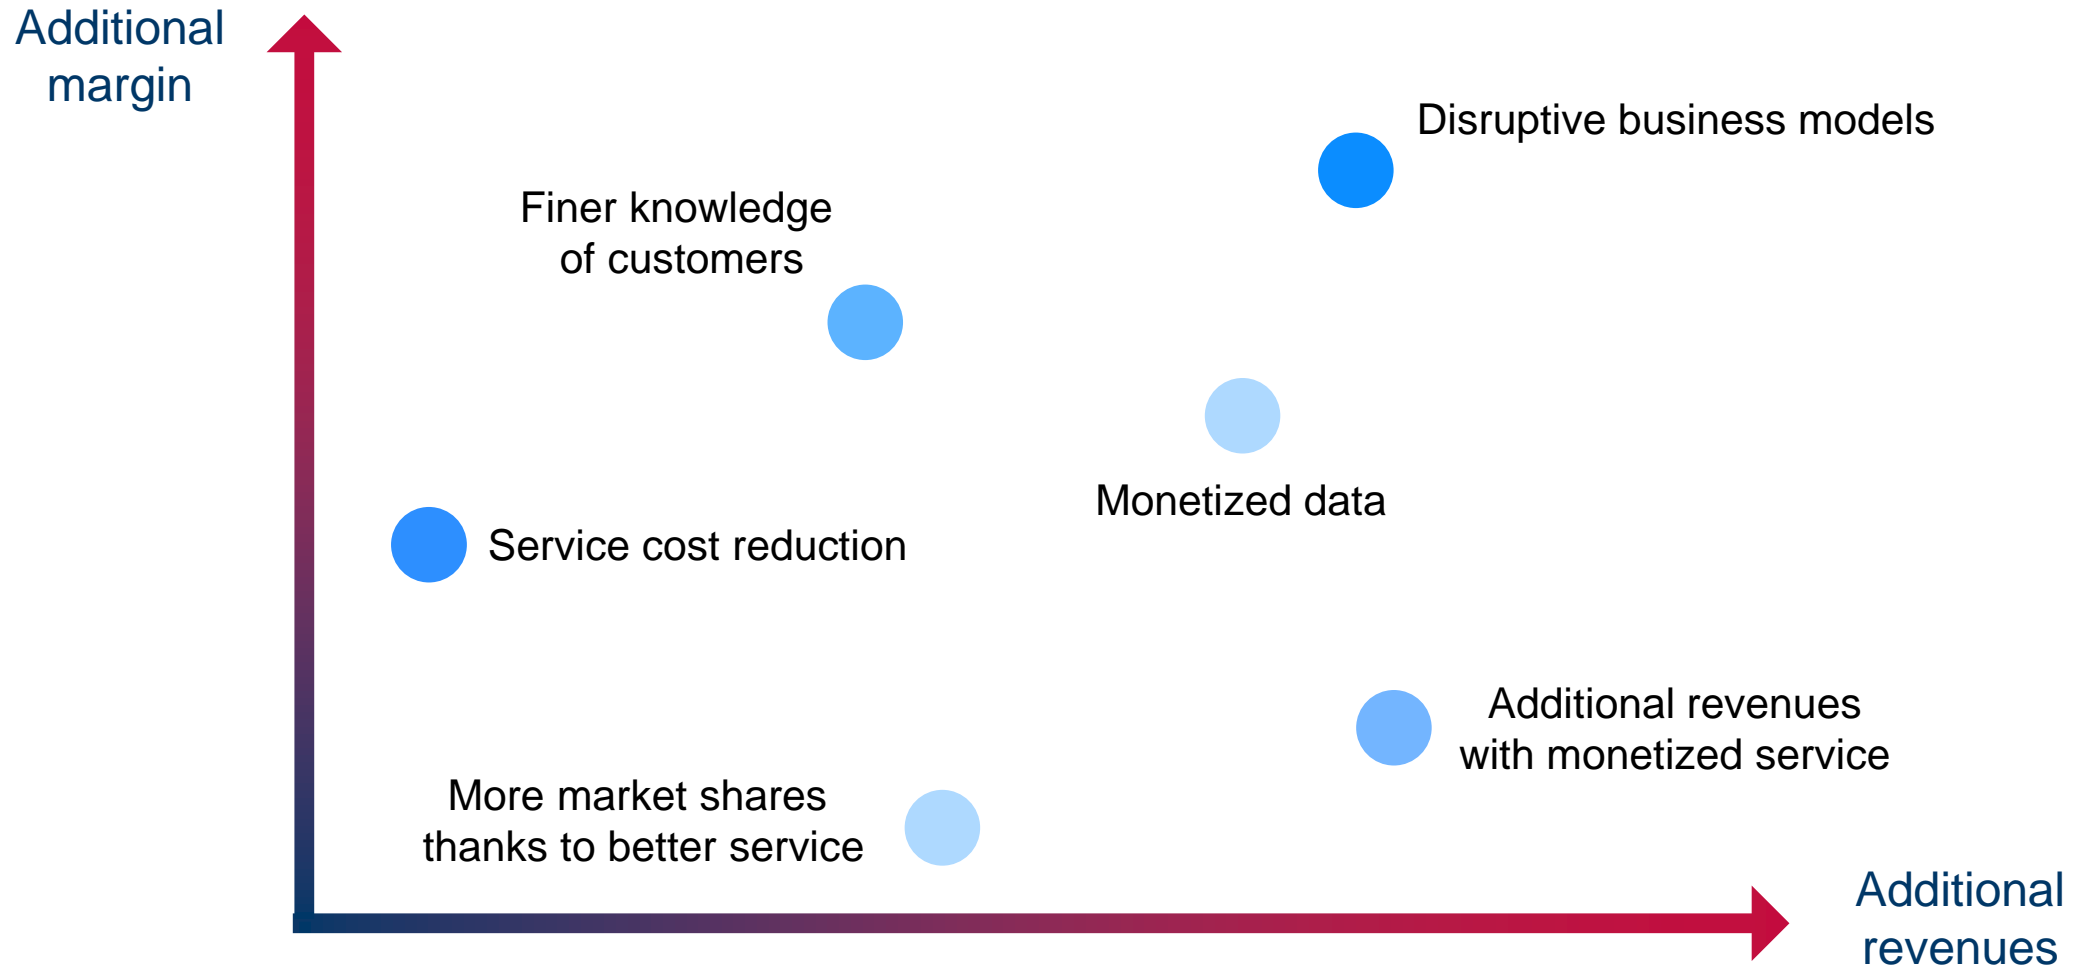 Additional
margin
Disruptive business models
Finer knowledge
of customers
Monetized data
Service cost reduction
Additional revenues
with monetized service
More market shares
thanks to better service
Additional
revenues